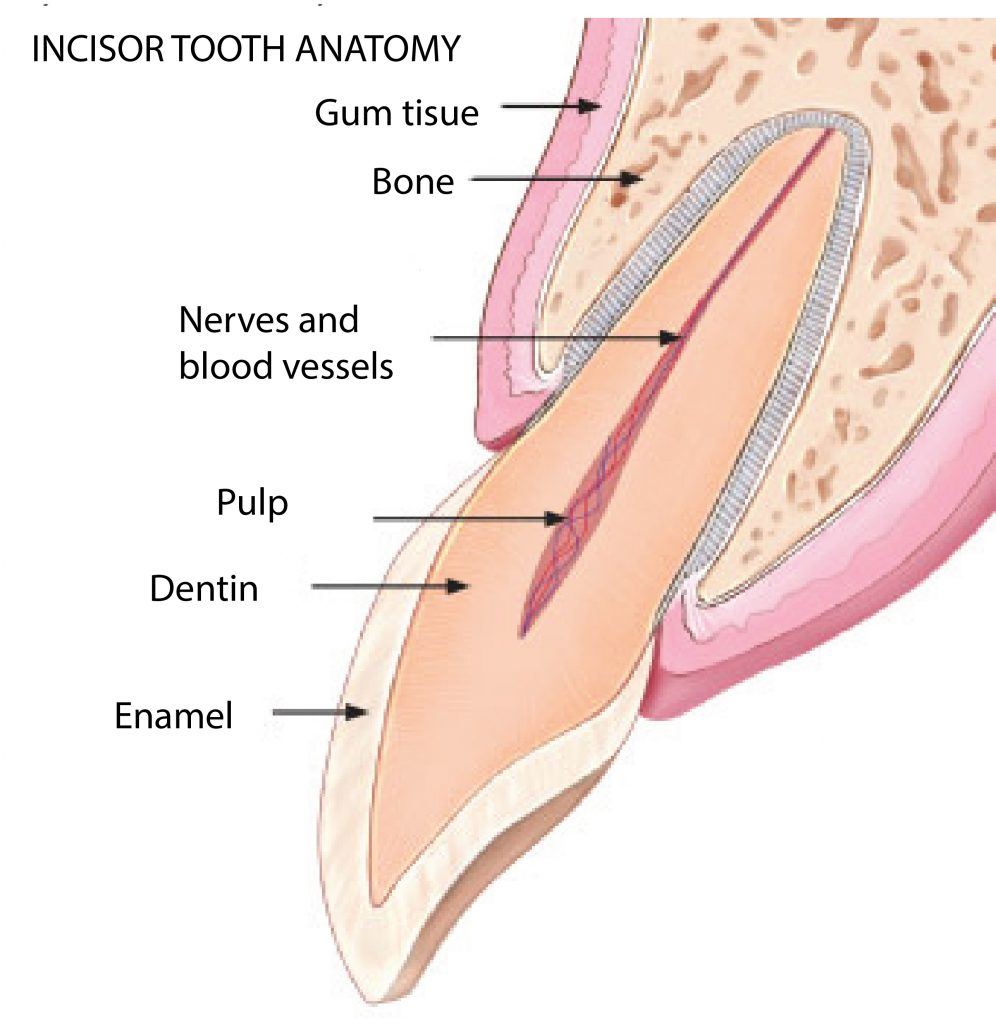 INCISOR TOOTH ANATOMY
Gum tisue
Bone
Nerves and
blood vessels
Pulp
Dentin
Enamel